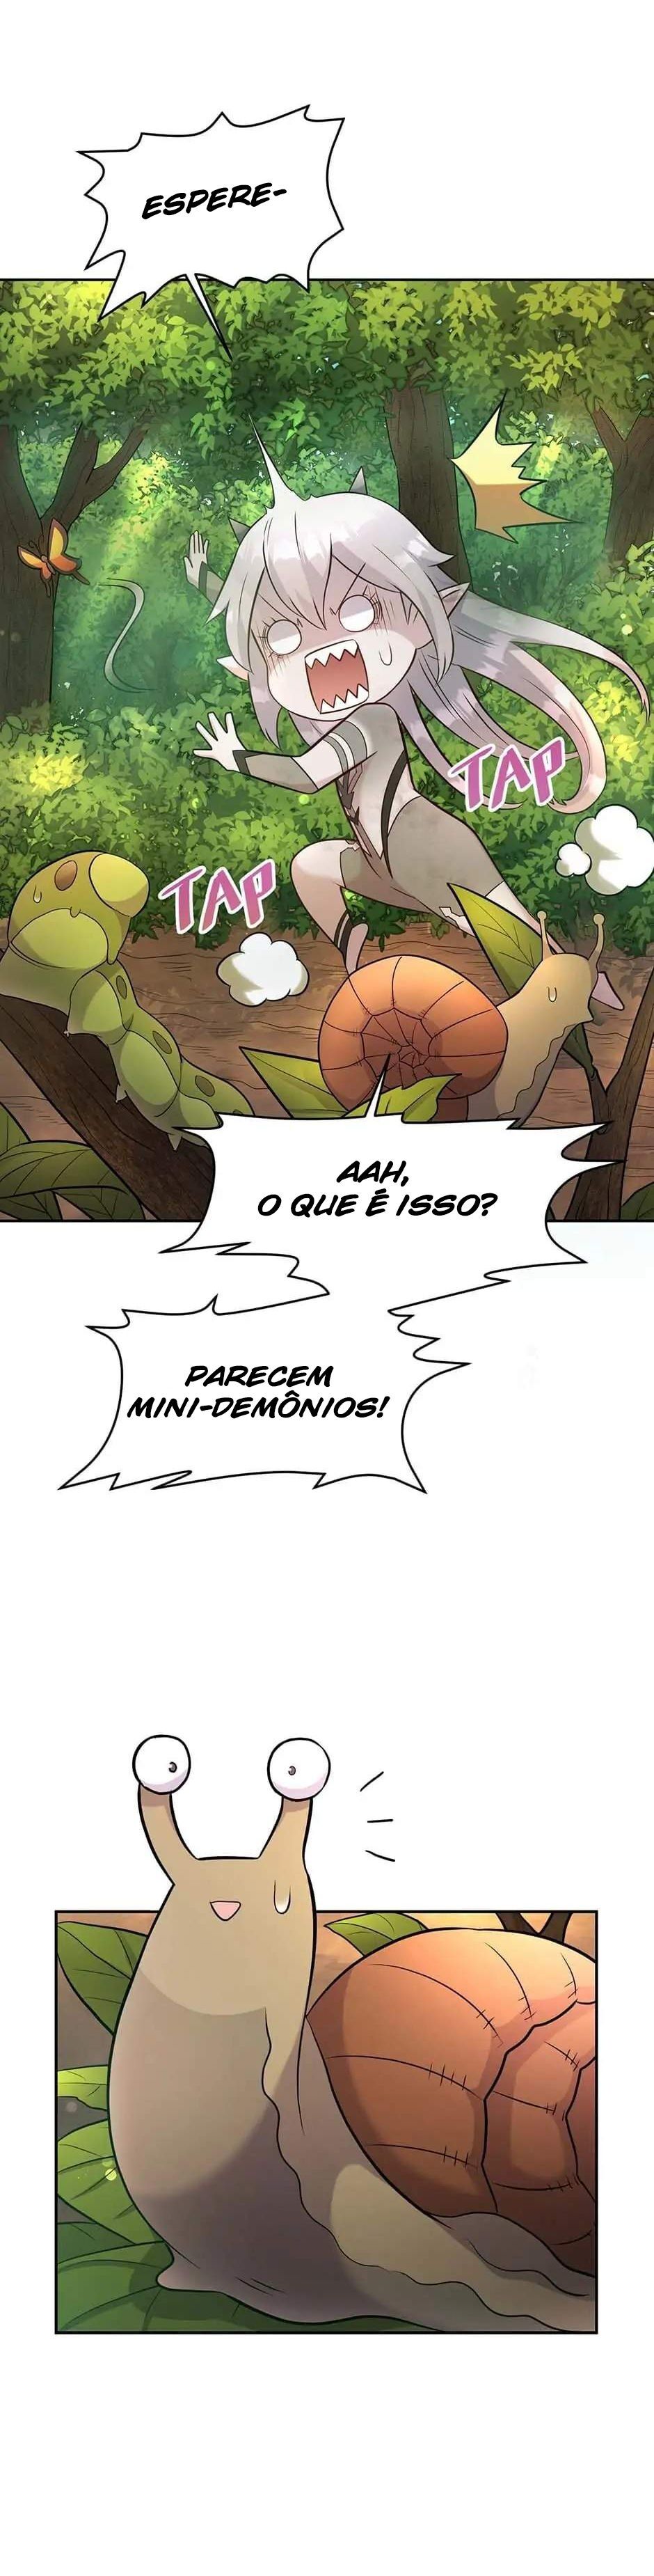 ESPERE-
TAP
TAP
AAH,
O QUE É ISSO?
PARECEM
MINI-DEMÔNIOS!